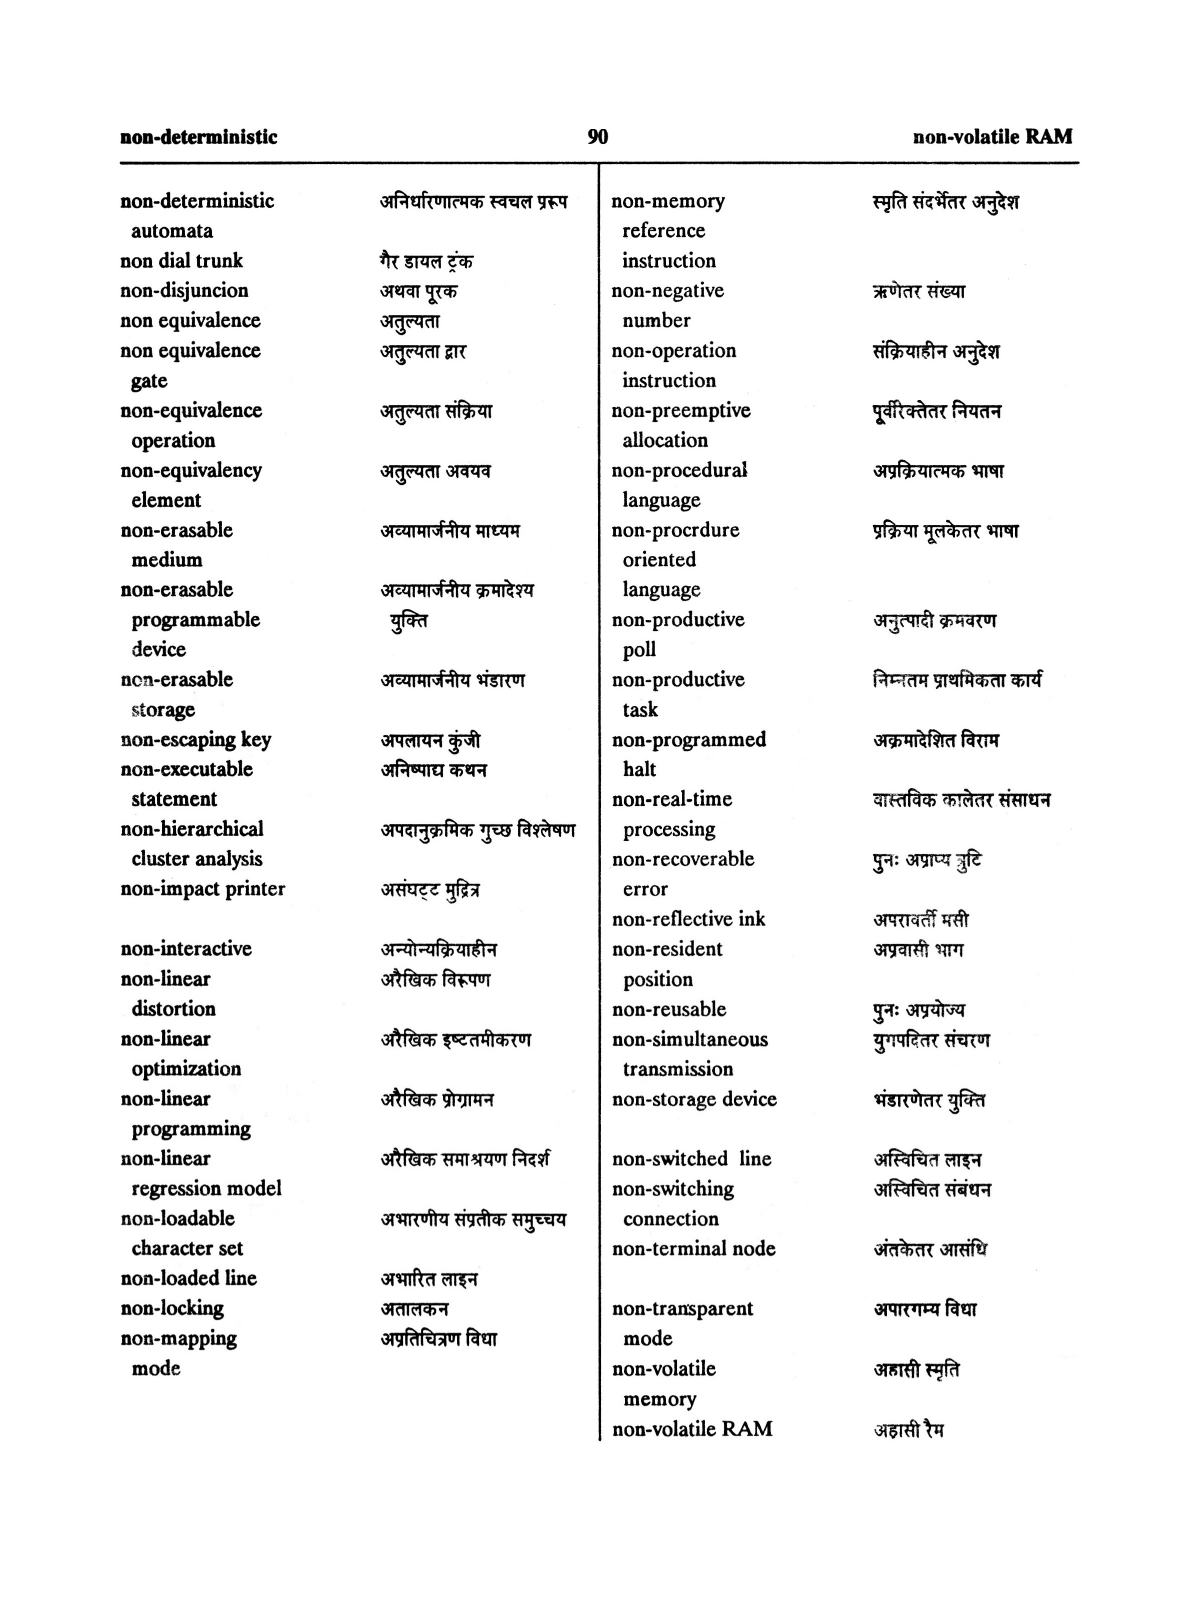 non-deterministic 90 non-volatile RAM
non-deterministic अनिर्धारणात्मक स्वचल प्ररूप
automata
non dial trunk गैर डायल ट्रंक
non-disjuncion अथवा पूरक
non equivalence अतुल्यता
non equivalence अतुल्यता द्वार
gate
non-equivalence अतुल्यता संक्रिया
operation
non-equivalency अतुल्यता अवयव
element
non-erasable अव्यामार्जनीय माध्यम
medium
non-erasable अव्यामार्जनीय क्रमादेश्य
programmable युक्ति
device
non-erasable अव्यामार्जनीय भंडारण
storage
non-escaping key अपलायन कुंजी
non-executable अनिष्पाद्य कथन
statement
non-hierarchical अपदानुक्रमिक गुच्छ विश्लेषण
cluster analysis
non-impact printer असंघट्ट मुद्रित्र
non-interactive अन्योन्यक्रियाहीन
non-linear अरैखिक विरूपण
distortion
non-linear अरैखिक इष्टतमीकरण
optimization
non-linear अरैखिक प्रोग्रामन
programming
non-linear अरैखिक समाश्रयण निदर्श
regression model
non-loadable अभारणीय संप्रतीक समुच्चय
character set
non-loaded line अभारित लाइन
non-locking अतालकन
non-mapping अप्रतिचित्रण विधा
mode
non-memory स्मृति संदर्भेतर अनुदेश
reference
instruction
non-negative ऋणेतर संख्या
number
non-operation संक्रियाहीन अनुदेश
instruction
non-preemptive पूर्वरिक्तेतर नियतन
allocation
non-procedural अप्रक्रियात्मक भाषा
language
non-procrdure प्रक्रिया मूलकेतर भाषा
oriented
language
non-productive अनुत्पादी क्रमवरण
poll
non-productive निम्नतम प्राथमिकता कार्य
task
non-programmed अक्रमादेशित विराम
halt
non-real-time वास्तविक कालेतर संसाधन
processing
non-recoverable पुनः अप्राप्य त्रुटि
error
non-reflective ink अपरावर्ती मसी
non-resident अप्रवासी भाग
position
non-reusable पुनः अप्रयोज्य
non-simultaneous युगपदितर संचरण
transmission
non-storage device भंडारणेतर युक्ति
non-switched line अस्विचित लाइन
non-switching अस्विचित संबंधन
connection
non-terminal node अंतकेतर आसंधि
non-transparent अपारगम्य विधा
mode
non-volatile अह्रासी स्मृति
memory
non-volatile RAM अह्रासी रैम